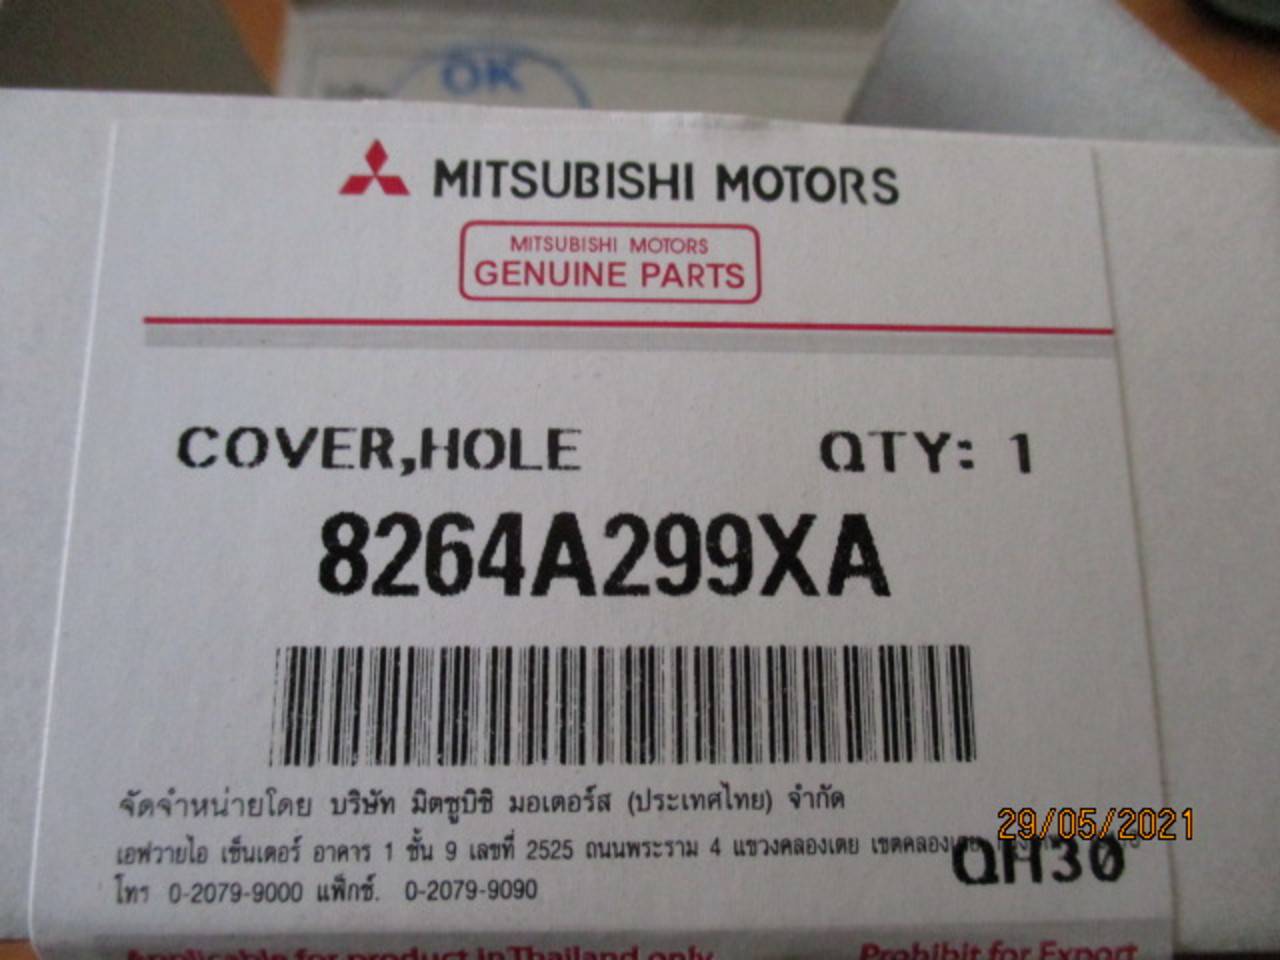 OK
MITSUBISHI MOTORS
MITSUBISHI MOTORS
GENUINE PARTS
COVER,HOLE QTY: 1
8264A299XA
จัดจำหน่ายโดย บริษัท มิตซูบิชิ มอเตอร์ส (ประเทศไทย) จำกัด
29/05/2021
เอฟวายไอ เซ็นเตอร์ อาคาร 1 ชั้น 9 เลขที่ 2525 ถนนพระราม 4 แขวงคลองเตย
QH30
โทร 0-2079-9000 แฟ็กซ์. 0-2079-9090
Applicable for product in Thailand only Prohibit for Export